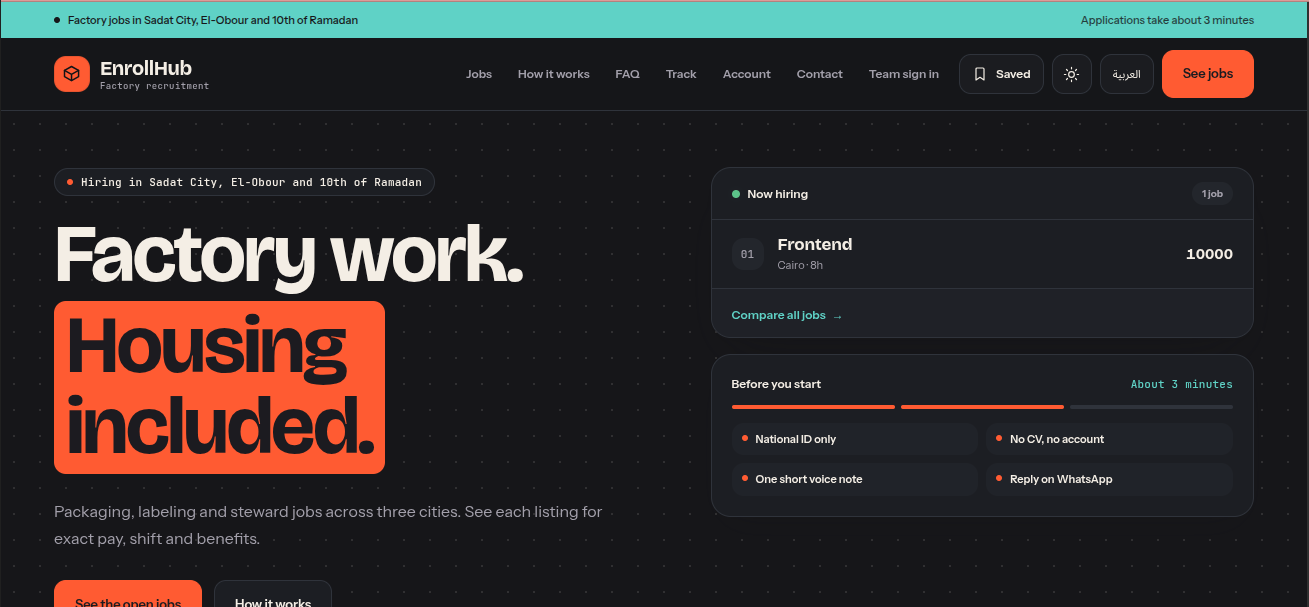 Factory jobs in Sadat City, El-Obour and 10th of Ramadan
Applications take about 3 minutes
EnrollHub
Factory recruitment
Jobs
How it works
FAQ
Track
Account
Contact
Team sign in
Saved
العربية
See jobs
Hiring in Sadat City, El-Obour and 10th of Ramadan
Factory work.
Housing
included.
Packaging, labeling and steward jobs across three cities. See each listing for
exact pay, shift and benefits.
See the open jobs
How it works
Now hiring
1 job
01
Frontend
Cairo · 8h
10000
Compare all jobs →
Before you start
About 3 minutes
National ID only
No CV, no account
One short voice note
Reply on WhatsApp